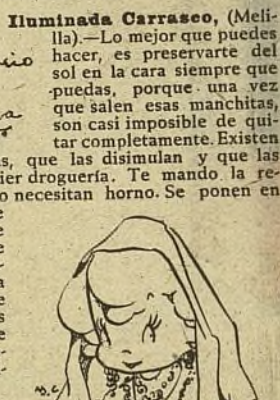 Iluminada Carrasco, (Meli-
lla).—Lo mejor que puedes
hacer, es preservarte del
sol en la cara siempre que
puedas, porque una vez
que salen esas manchitas,
son casi imposible de qui-
tar completamente. Existen
s, que las disimulan y que las
ier droguería. Te mando la re-
o necesitan horno. Se ponen en